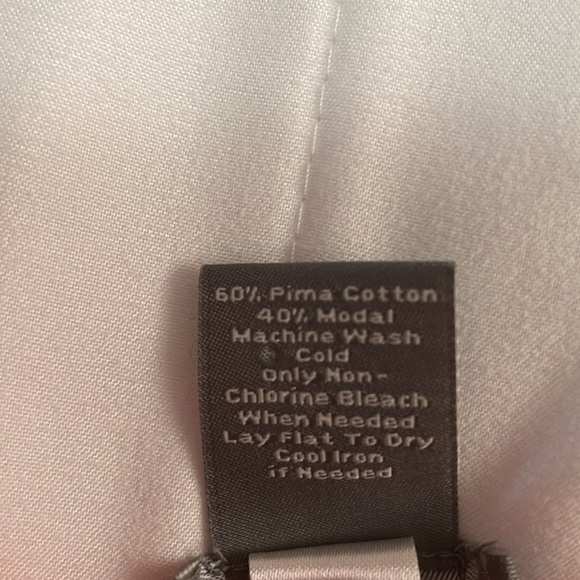 60% Pima Cotton
40% Modal
Machine Wash
Cold
only Non-
Chlorine Bleach
When Needed
Lay Flat To Dry
Cool Iron
if Needed